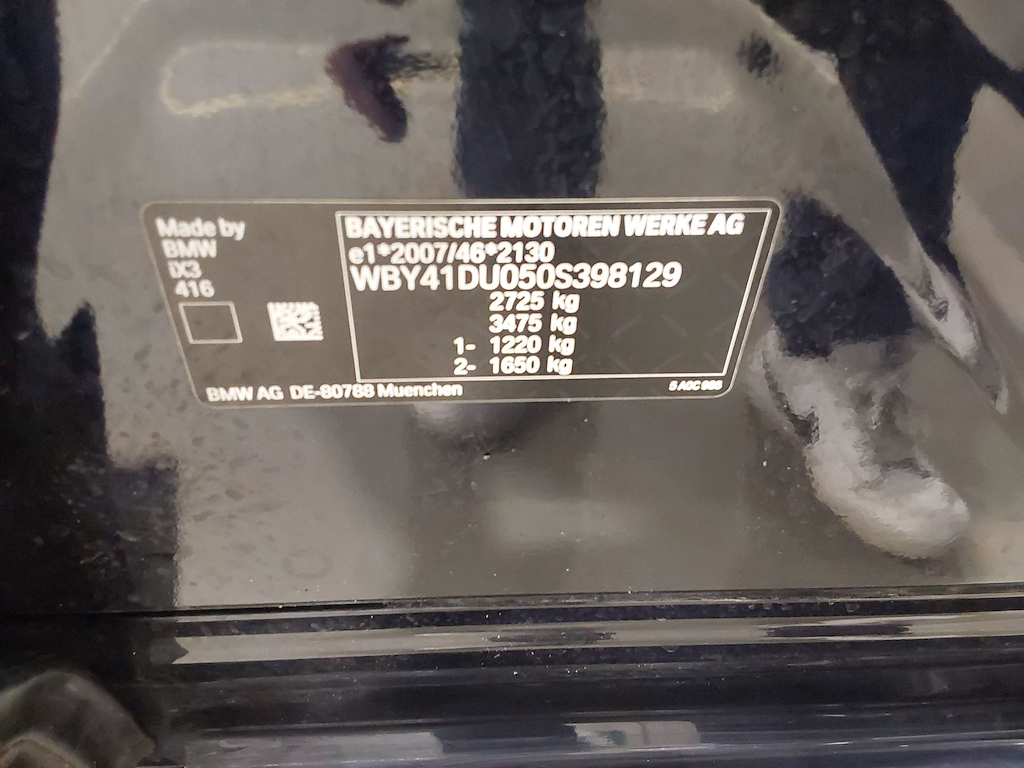 Made by
BMW
iX3
416
BAYERISCHE MOTOREN WERKE AG
e1*2007/46*2130
WBY41DU050S398129
2725 kg
3475 kg
1- 1220 kg
2- 1650 kg
BMW AG DE-80788 Muenchen